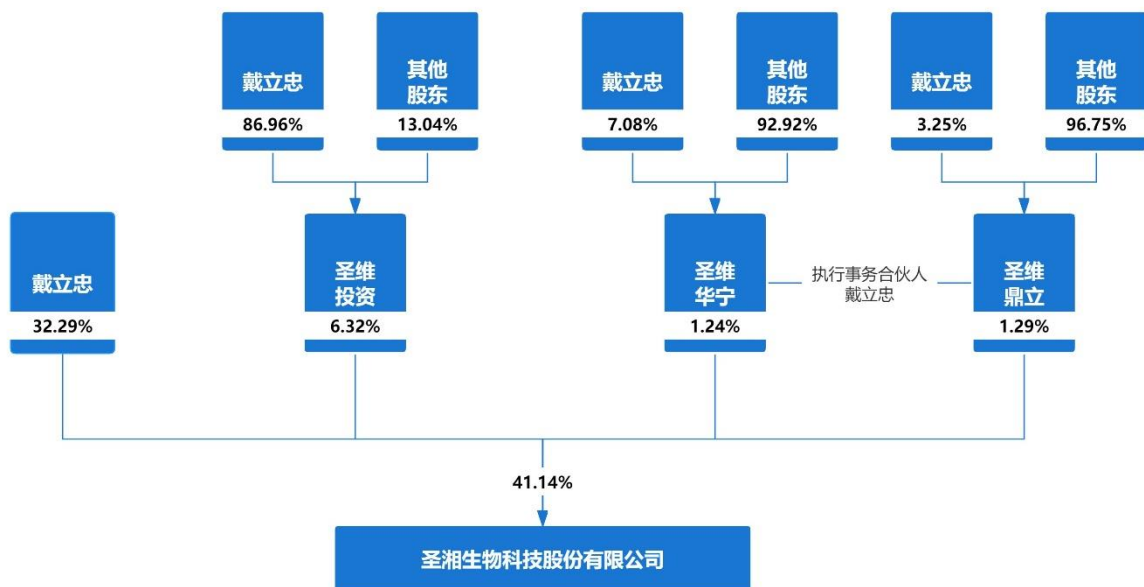 戴立忠
86.96%
其他
股东
13.04%
戴立忠
7.08%
其他
股东
92.92%
戴立忠
3.25%
其他
股东
96.75%
戴立忠
32.29%
圣维
投资
6.32%
圣维
华宁
1.24%
执行事务合伙人
戴立忠
圣维
鼎立
1.29%
41.14%
圣湘生物科技股份有限公司